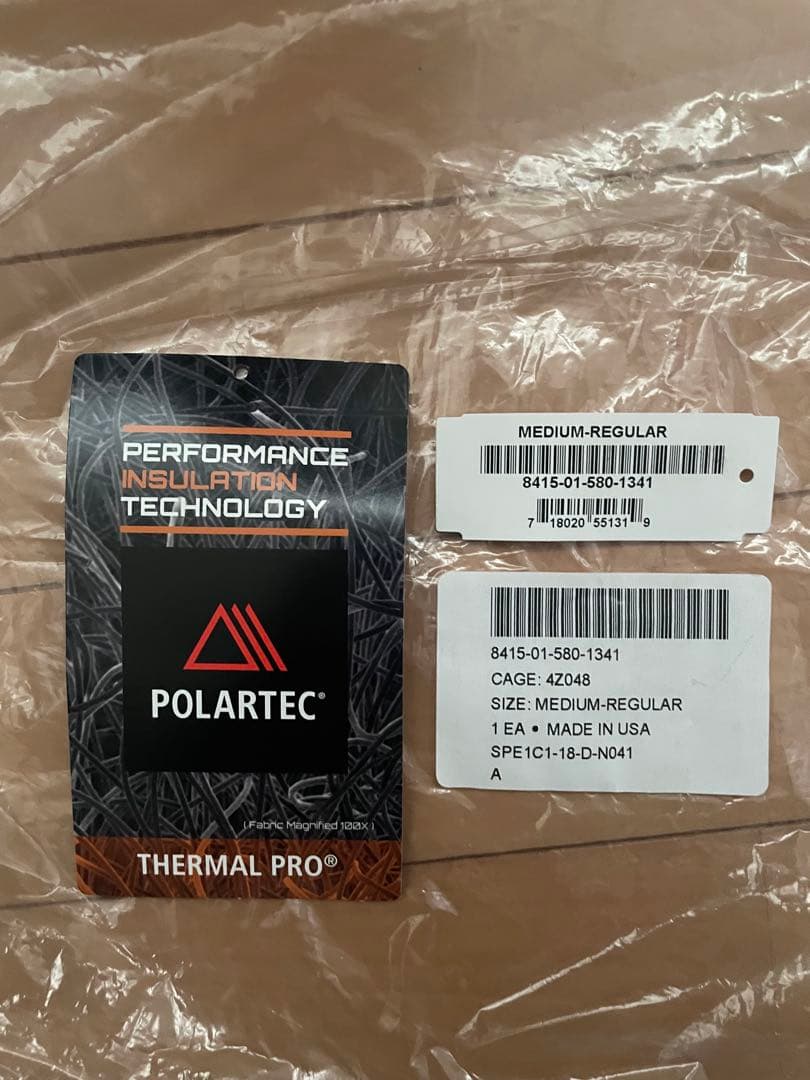 PERFORMANCE
INSULATION
TECHNOLOGY
POLARTEC®
( Fabric Magnified 100X )
THERMAL PRO®
MEDIUM-REGULAR
8415-01-580-1341
7 18020 55131 9
8415-01-580-1341
CAGE: 4Z048
SIZE: MEDIUM-REGULAR
1 EA • MADE IN USA
SPE1C1-18-D-N041
A